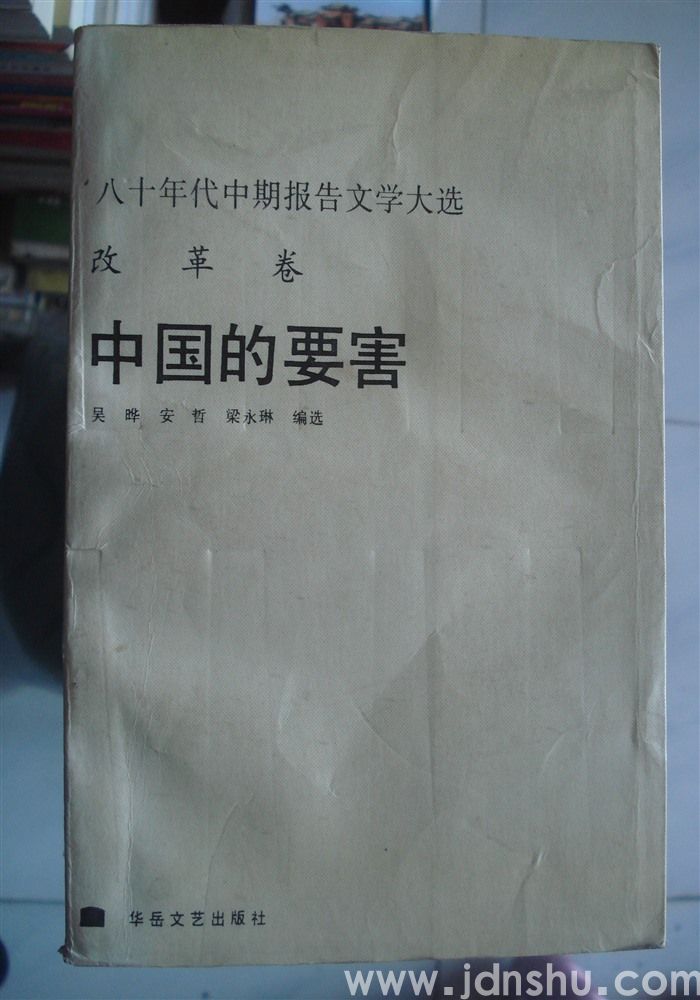 八十年代中期报告文学大选
改革卷
中国的要害
吴晔 安哲 梁永琳 编选
华岳文艺出版社
www.jdnshu.com